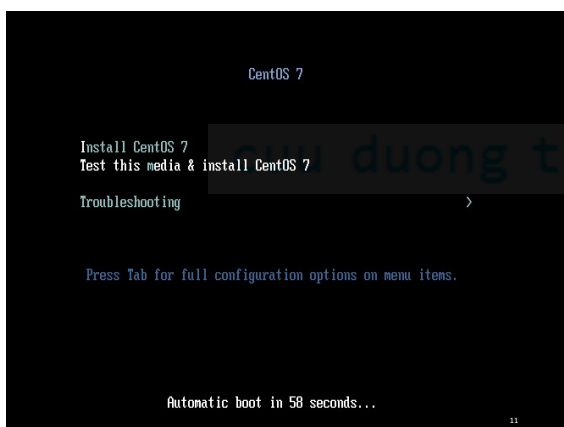 CentOS 7
Install CentOS 7
Test this media & install CentOS 7
cuu duong t
Troubleshooting >
Press Tab for full configuration options on menu items.
Automatic boot in 58 seconds...
11